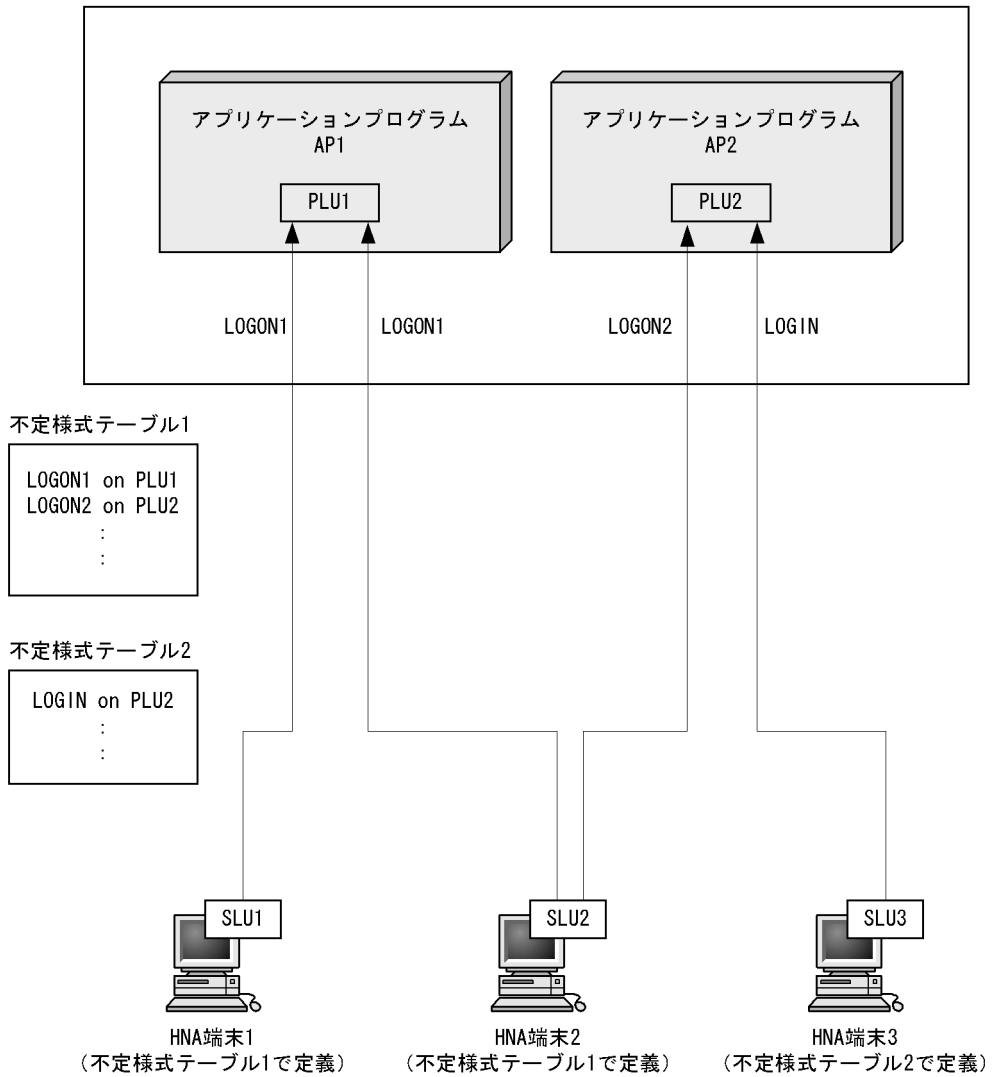 アプリケーションプログラム
AP1
PLU1
アプリケーションプログラム
AP2
PLU2
LOGON1
LOGON1
LOGON2
LOGIN
不定様式テーブル1
LOGON1 on PLU1
LOGON2 on PLU2
:
:
不定様式テーブル2
LOGIN on PLU2
:
:
SLU1
SLU2
SLU3
HNA端末1
(不定様式テーブル1で定義)
HNA端末2
(不定様式テーブル1で定義)
HNA端末3
(不定様式テーブル2で定義)